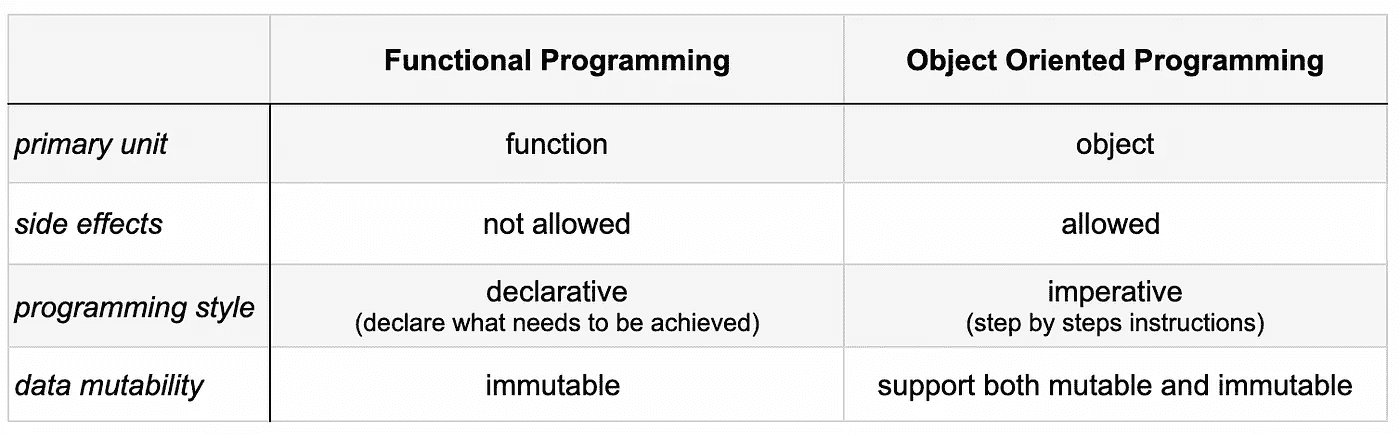 Functional Programming Object Oriented Programming
primary unit function object
side effects not allowed allowed
programming style declarative imperative
(declare what needs to be achieved) (step by steps instructions)
data mutability immutable support both mutable and immutable